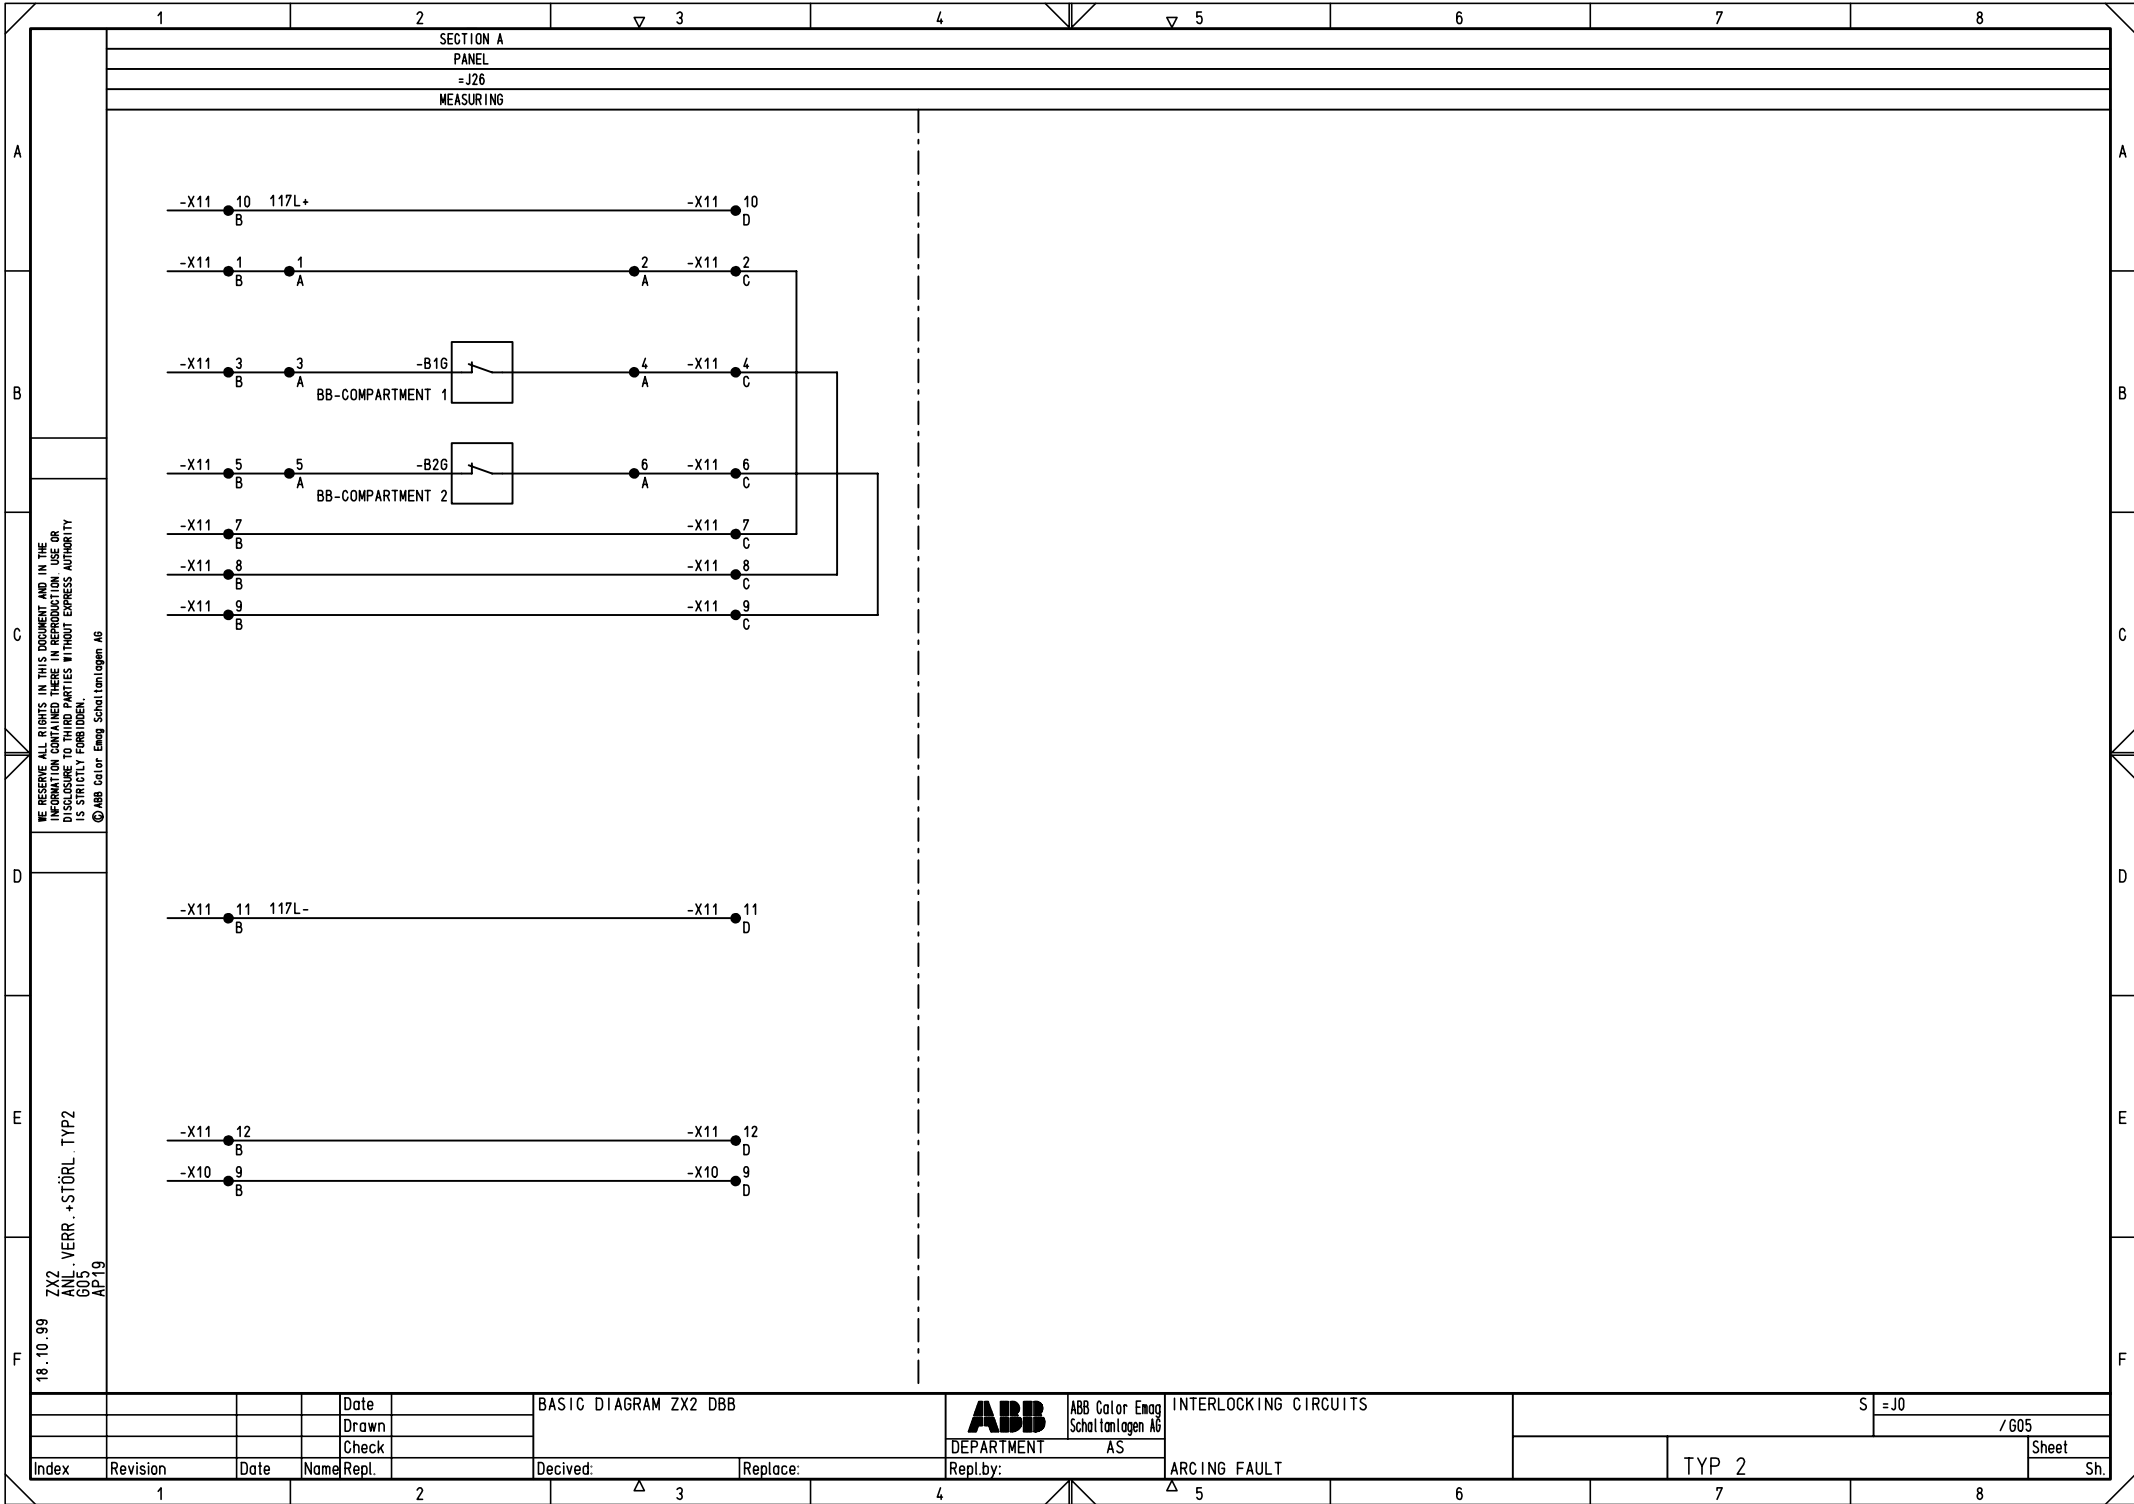 1 2 3 4 5 6 7 8
SECTION A
PANEL
=J26
MEASURING
A A
-X11 10 117L+ -X11 10
B D
-X11 1 1 2 -X11 2
B A A C
-X11 3 3 -B1G 4 -X11 4
B A A C
BB-COMPARTMENT 1
B B
-X11 5 5 -B2G 6 -X11 6
B A A C
BB-COMPARTMENT 2
-X11 7 -X11 7
B C
-X11 8 -X11 8
B C
-X11 9 -X11 9
B C
C C
WE RESERVE ALL RIGHTS IN THIS DOCUMENT AND IN THE
INFORMATION CONTAINED THERE IN REPRODUCTION. USE OR
DISCLOSURE TO THIRD PARTIES WITHOUT EXPRESS AUTHORITY
IS STRICTLY FORBIDDEN.
© ABB Calor Emag Schaltanlagen AG
D D
-X11 11 117L- -X11 11
B D
E E
-X11 12 -X11 12
B D
-X10 9 -X10 9
B D
ZX2
ANL.VERR.+STÖRL.TYP2
G05
AP19
18.10.99
F F
Date BASIC DIAGRAM ZX2 DBB ABB ABB Calor Emag INTERLOCKING CIRCUITS S =J0
Drawn Schaltanlagen AG /G05
Check DEPARTMENT AS Sheet
Index Revision Date Name Repl. Decived: Replace: Repl.by: ARCING FAULT TYP 2 Sh.
1 2 3 4 5 6 7 8